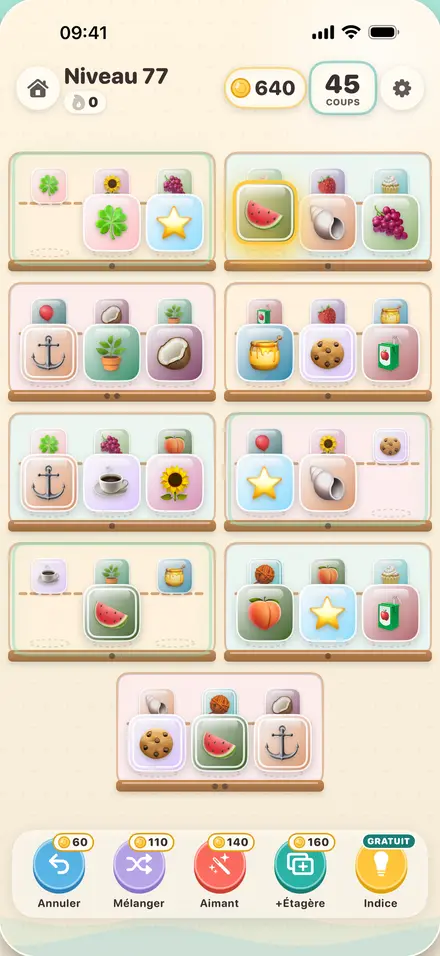 09:41
Niveau 77
0
640
45
COUPS
60
110
140
160
GRATUIT
Annuler
Mélanger
Aimant
+Étagère
Indice